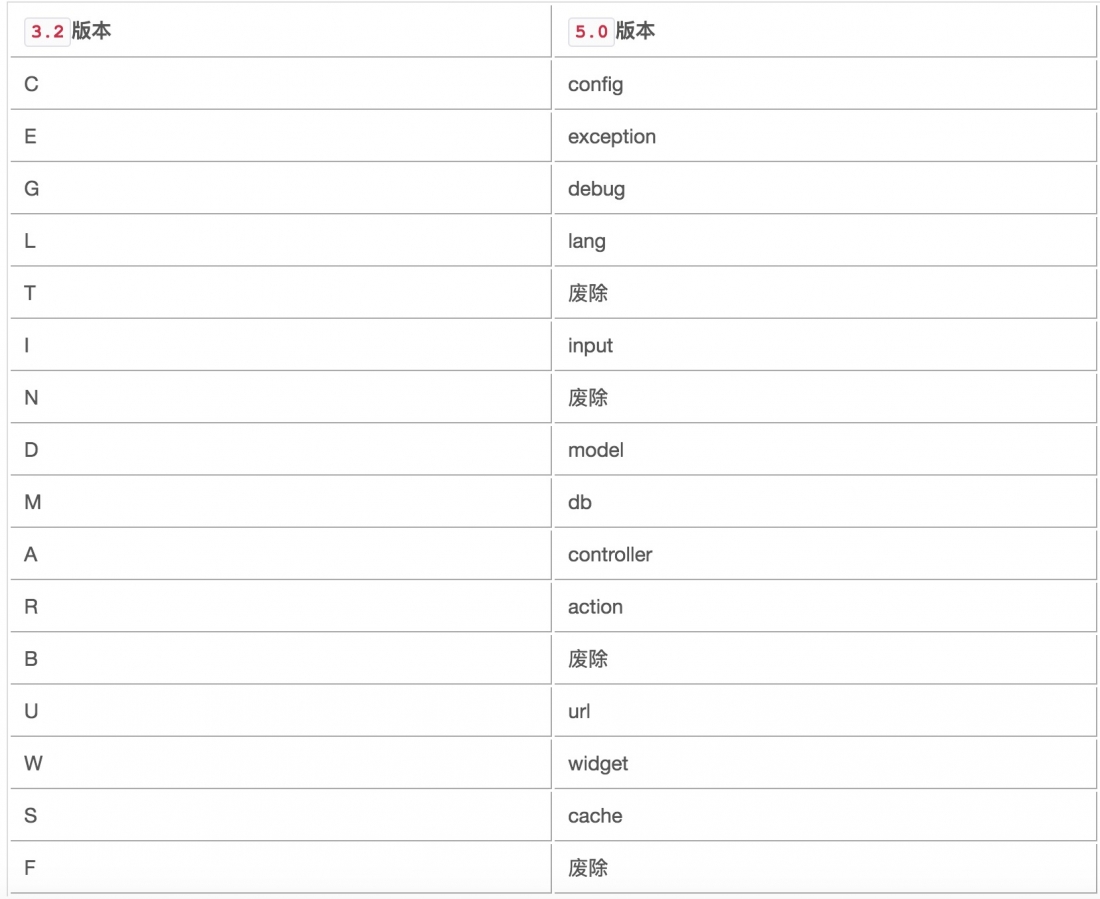 3.2版本 5.0版本
C config
E exception
G debug
L lang
T 废除
I input
N 废除
D model
M db
A controller
R action
B 废除
U url
W widget
S cache
F 废除